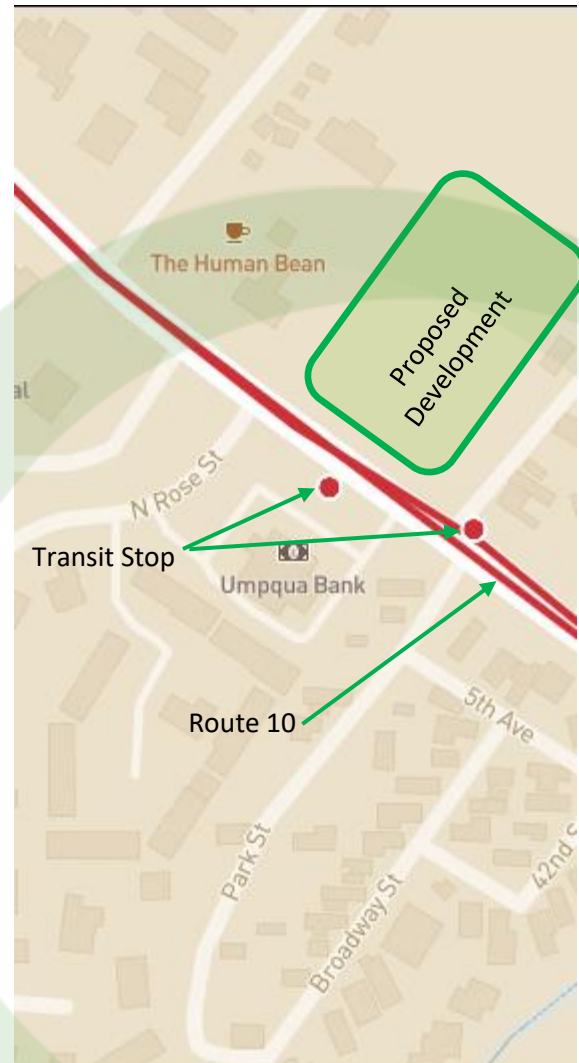 The Human Bean
Proposed
Development
al
N Rose St
Transit Stop
Umpqua Bank
Route 10
5th Ave
Park St
Broadway St
42nd S